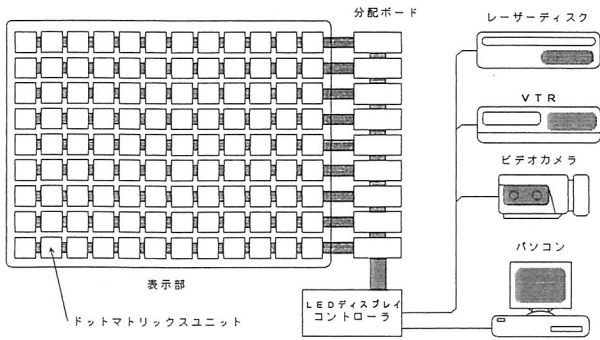 分配ボード
レーザーディスク
VTR
ビデオカメラ
パソコン
表示部
LEDディスプレイ
コントローラ
ドットマトリックスユニット